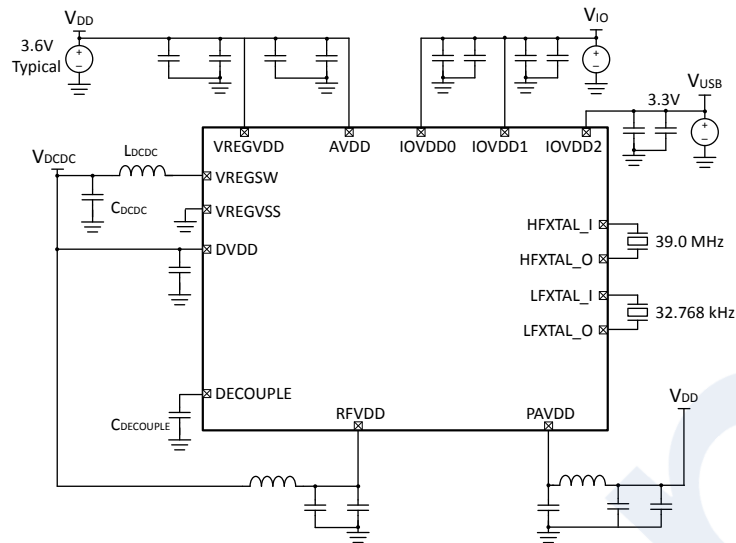 VDD
3.6V
Typical
VIO
VUSB
3.3V
VREGVDD
AVDD
IOVDD0
IOVDD1
IOVDD2
VDCDC
LDCDC
VREGSW
CDCDC
VREGVSS
DVDD
HFXTAL_I
39.0 MHz
HFXTAL_O
LFXTAL_I
32.768 kHz
LFXTAL_O
DECOUPLE
CDECOUPLE
RFVDD
PAVDD
VDD